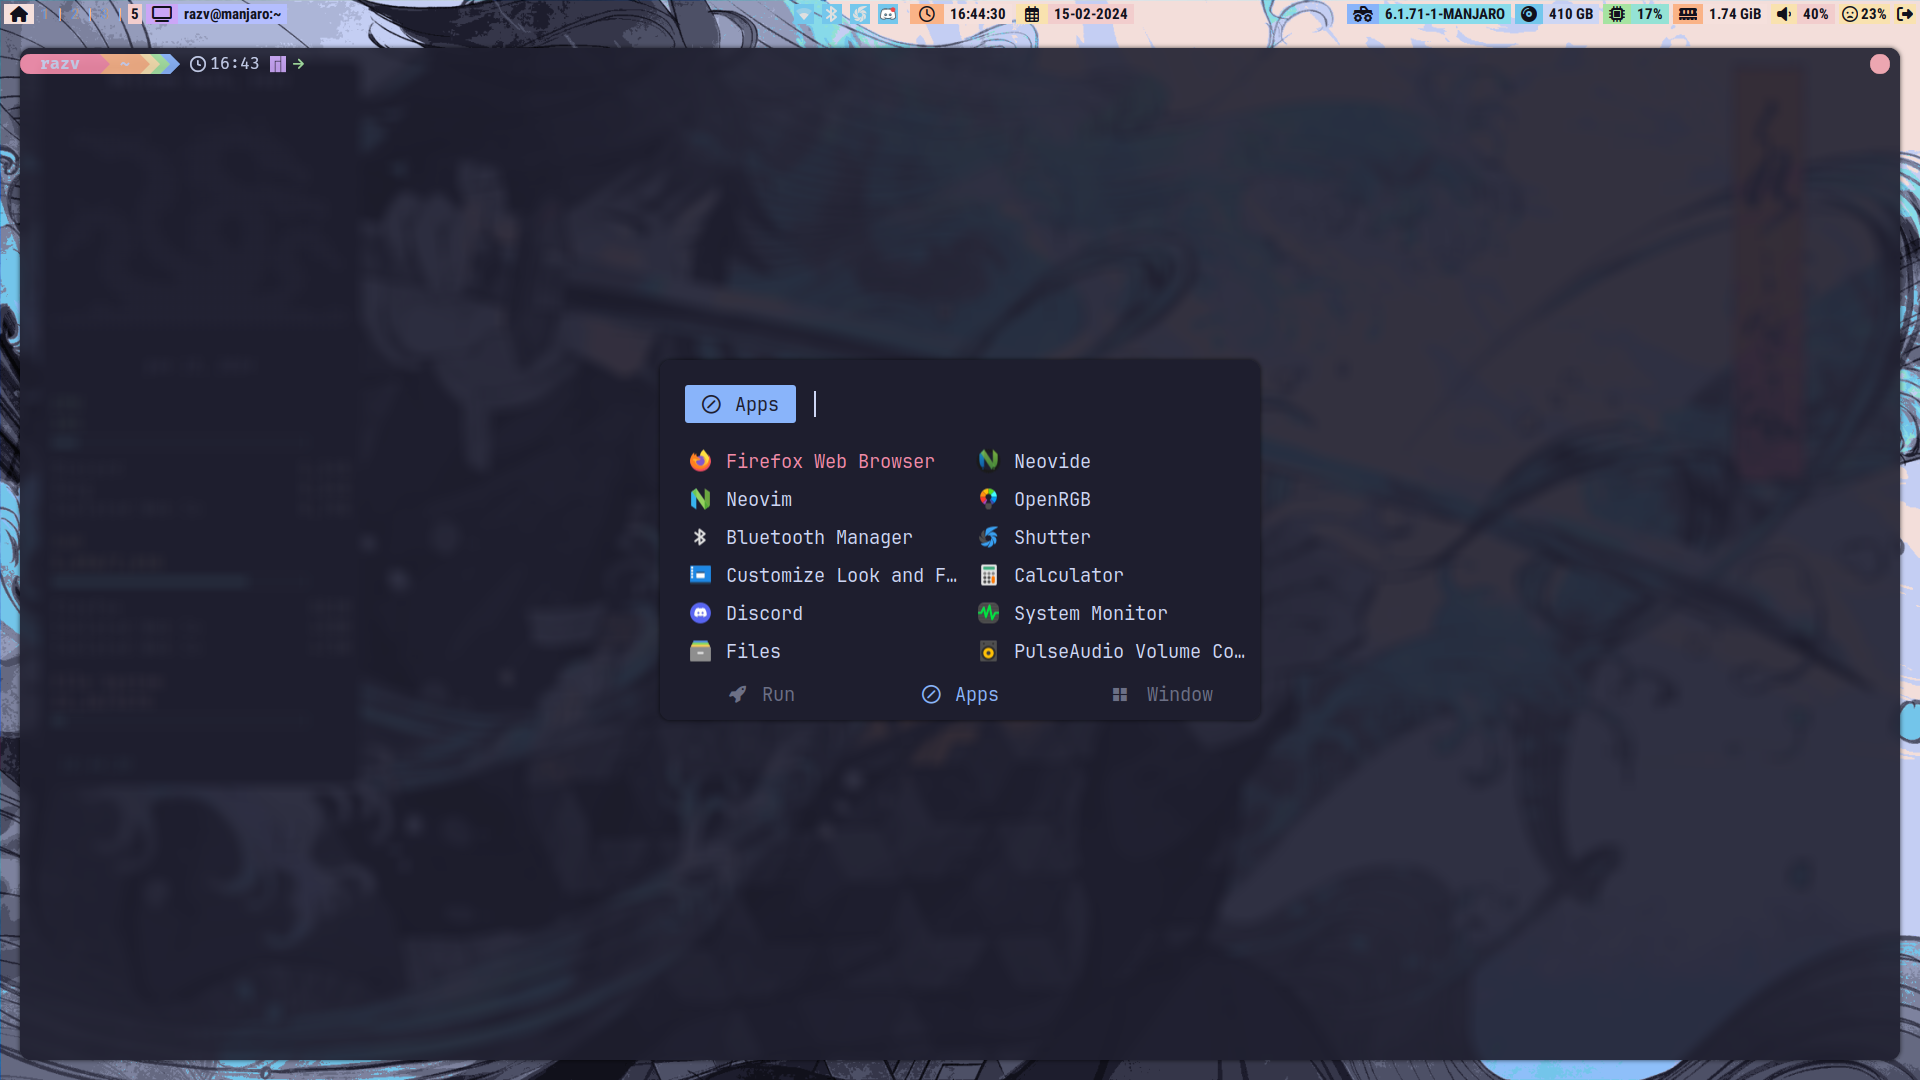 1 | 2 | 3 | 5 razv@manjaro:~ 16:44:30 15-02-2024 6.1.71-1-MANJARO 410 GB 17% 1.74 GiB 40% 23%
razv ~ 16:43
Apps
Firefox Web Browser Neovide
Neovim OpenRGB
Bluetooth Manager Shutter
Customize Look and F… Calculator
Discord System Monitor
Files PulseAudio Volume Co…
Run Apps Window